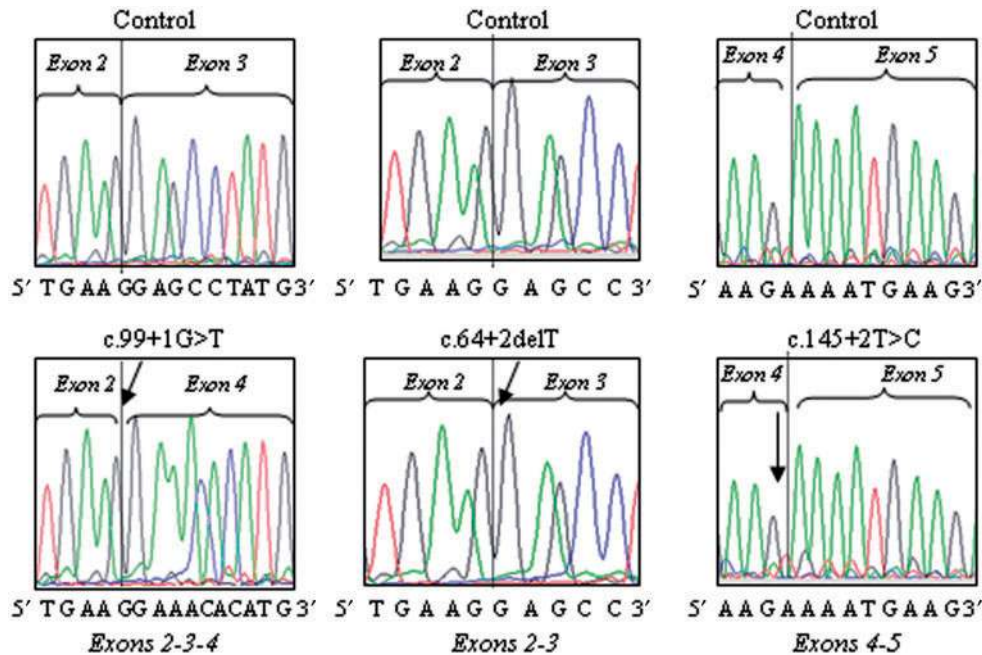 Control Control Control
Exon 2 Exon 3 Exon 2 Exon 3 Exon 4 Exon 5
5′ T G A A G G A G C C T A T G 3′ 5′ T G A A G G A G C C 3′ 5′ A A G A A A A T G A A G 3′
c.99+1G>T c.64+2delT c.145+2T>C
Exon 2 Exon 4 Exon 2 Exon 3 Exon 4 Exon 5
5′ T G A A G G A A A C A C A T G 3′ 5′ T G A A G G A G C C 3′ 5′ A A G A A A A T G A A G 3′
Exons 2-3-4 Exons 2-3 Exons 4-5